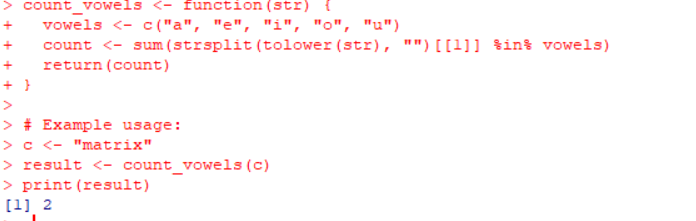 > count_vowels <- function(str) {
+   vowels <- c("a", "e", "i", "o", "u")
+   count <- sum(strsplit(tolower(str), "")[[1]] %in% vowels)
+   return(count)
+ }
>
> # Example usage:
> c <- "matrix"
> result <- count_vowels(c)
> print(result)
[1] 2